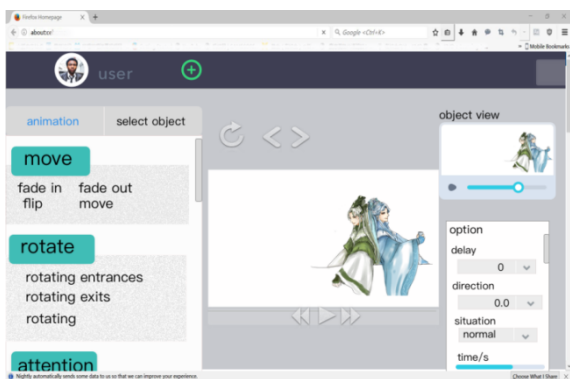 Firefox Homepage
Google <Ctrl+K>
Mobile Bookmarks
user
animation
select object
move
fade in fade out
flip move
rotate
rotating entrances
rotating exits
rotating
attention
object view
option
delay
0
direction
0.0
situation
normal
time/s
Nightly automatically sends some data to us so that we can improve your experience.
Choose What I Share